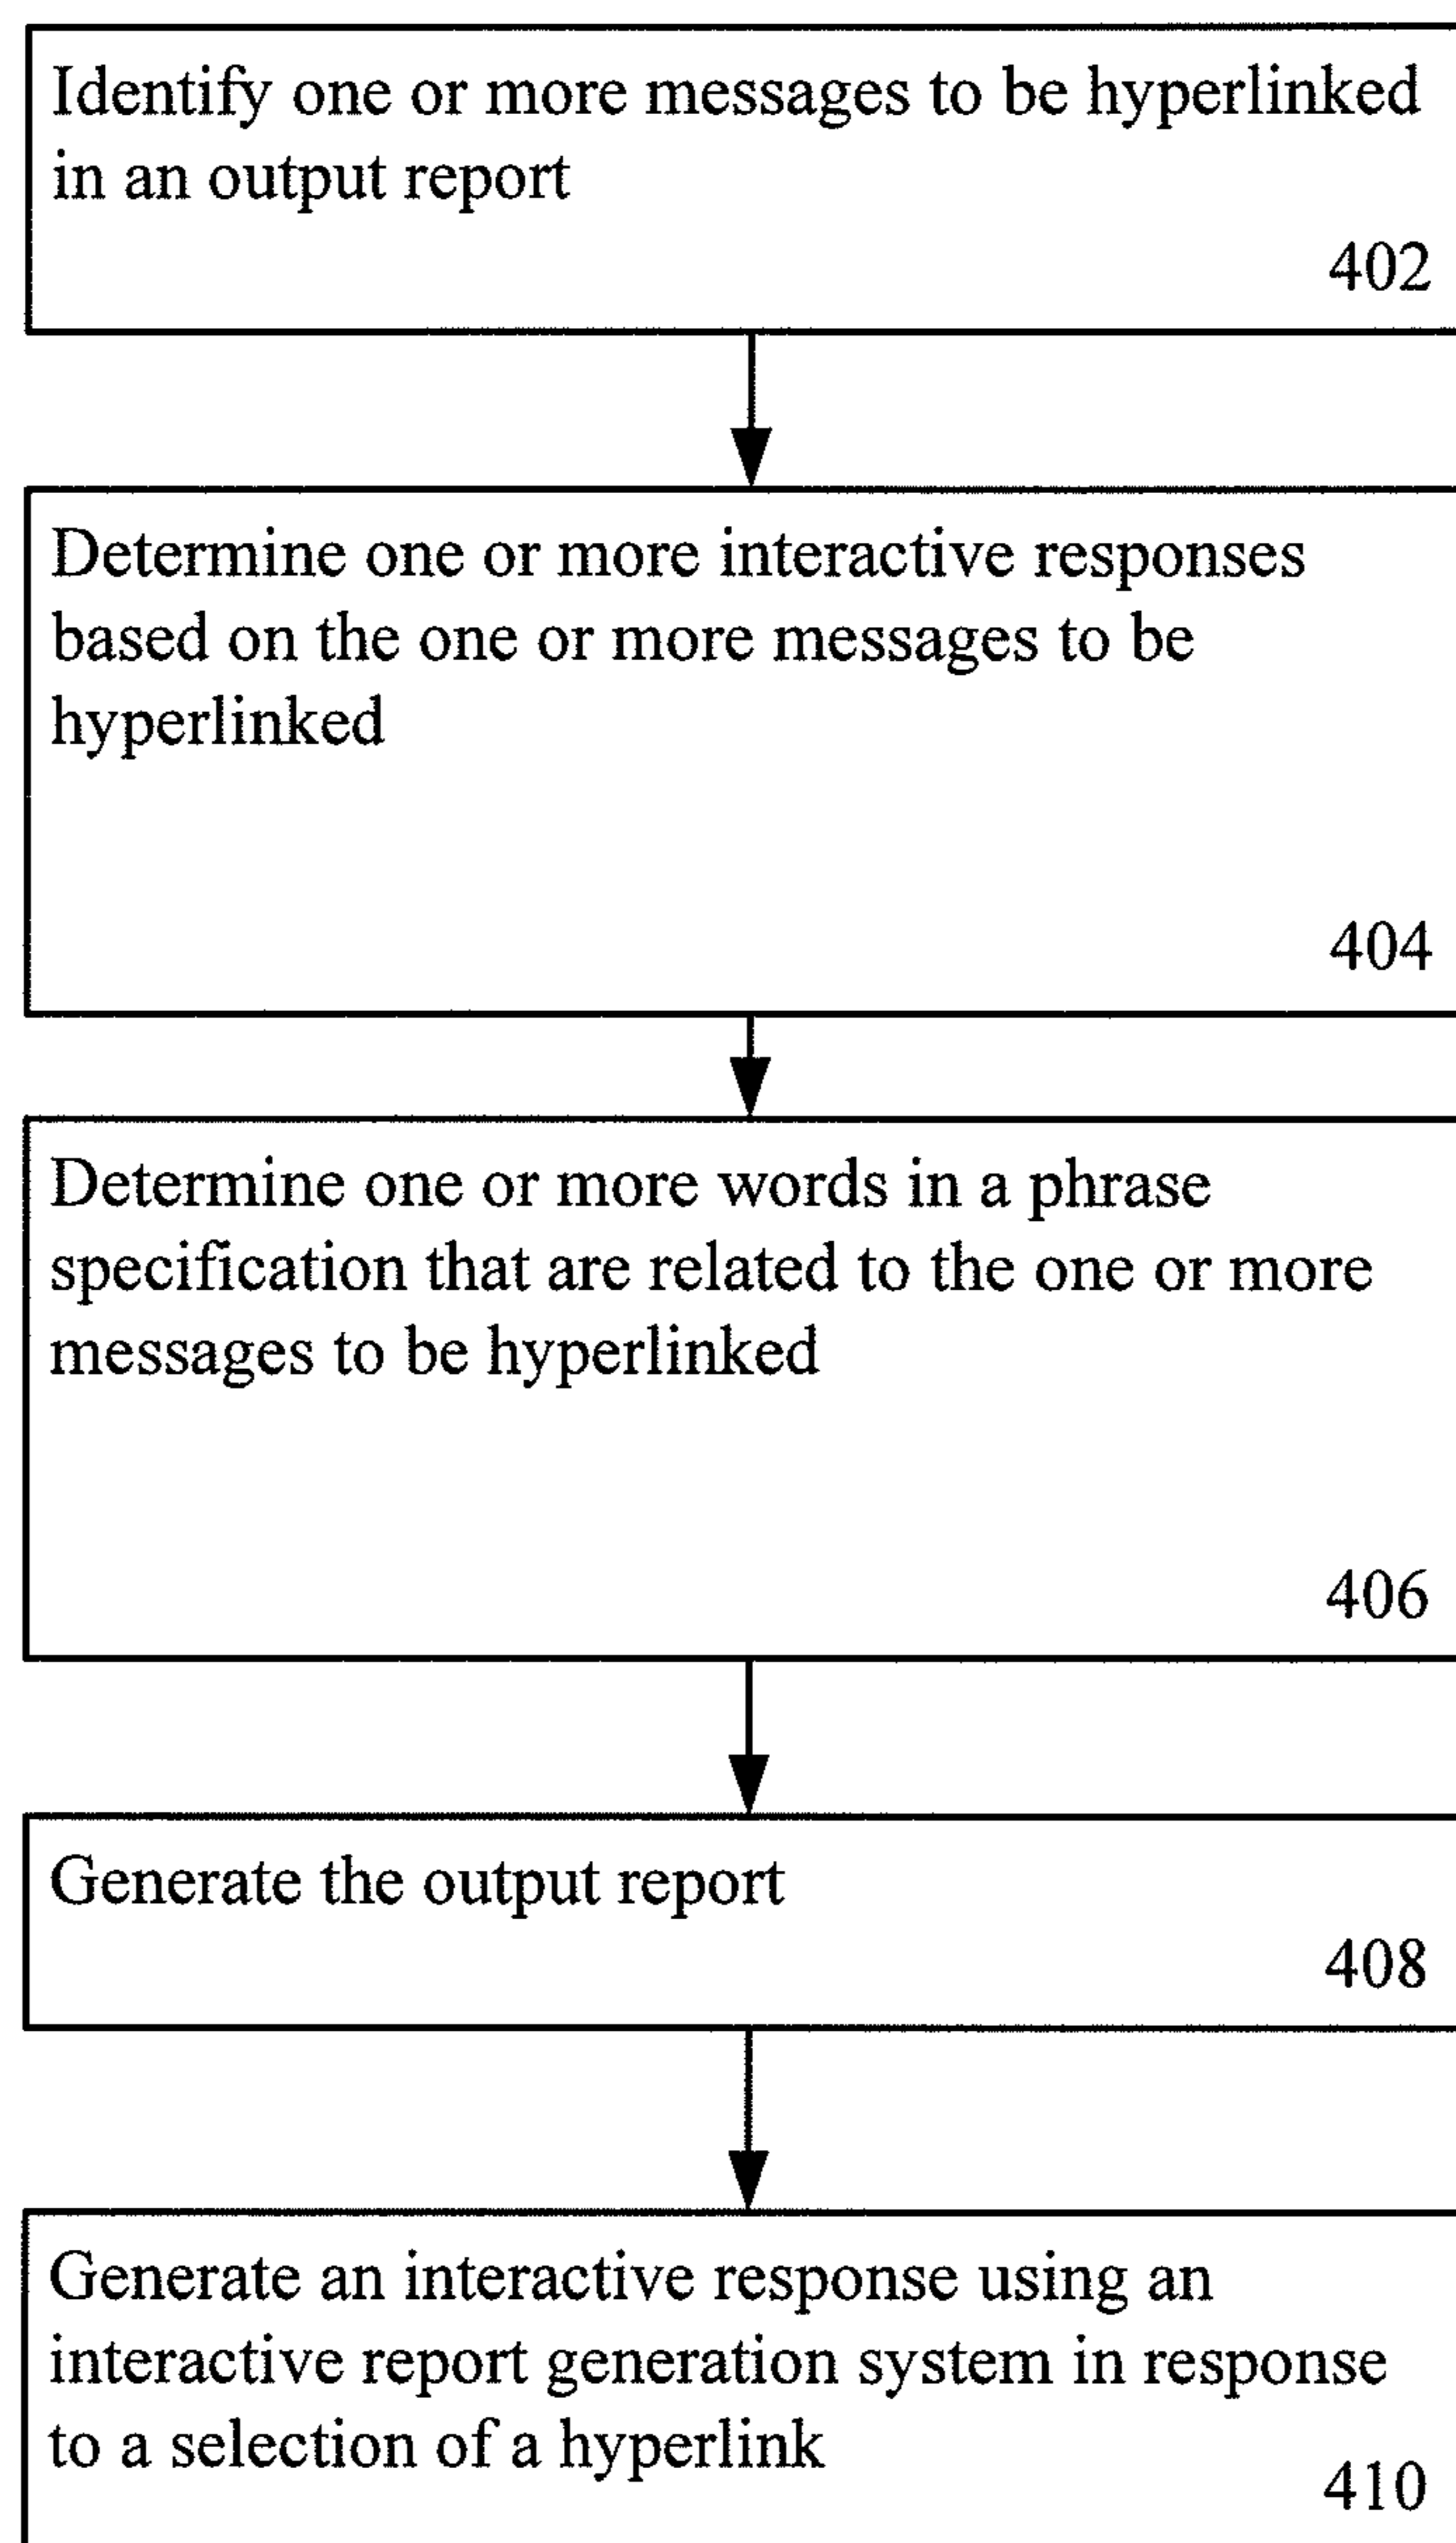 Identify one or more messages to be hyperlinked
in an output report
402
Determine one or more interactive responses
based on the one or more messages to be
hyperlinked
404
Determine one or more words in a phrase
specification that are related to the one or more
messages to be hyperlinked
406
Generate the output report
408
Generate an interactive response using an
interactive report generation system in response
to a selection of a hyperlink
410